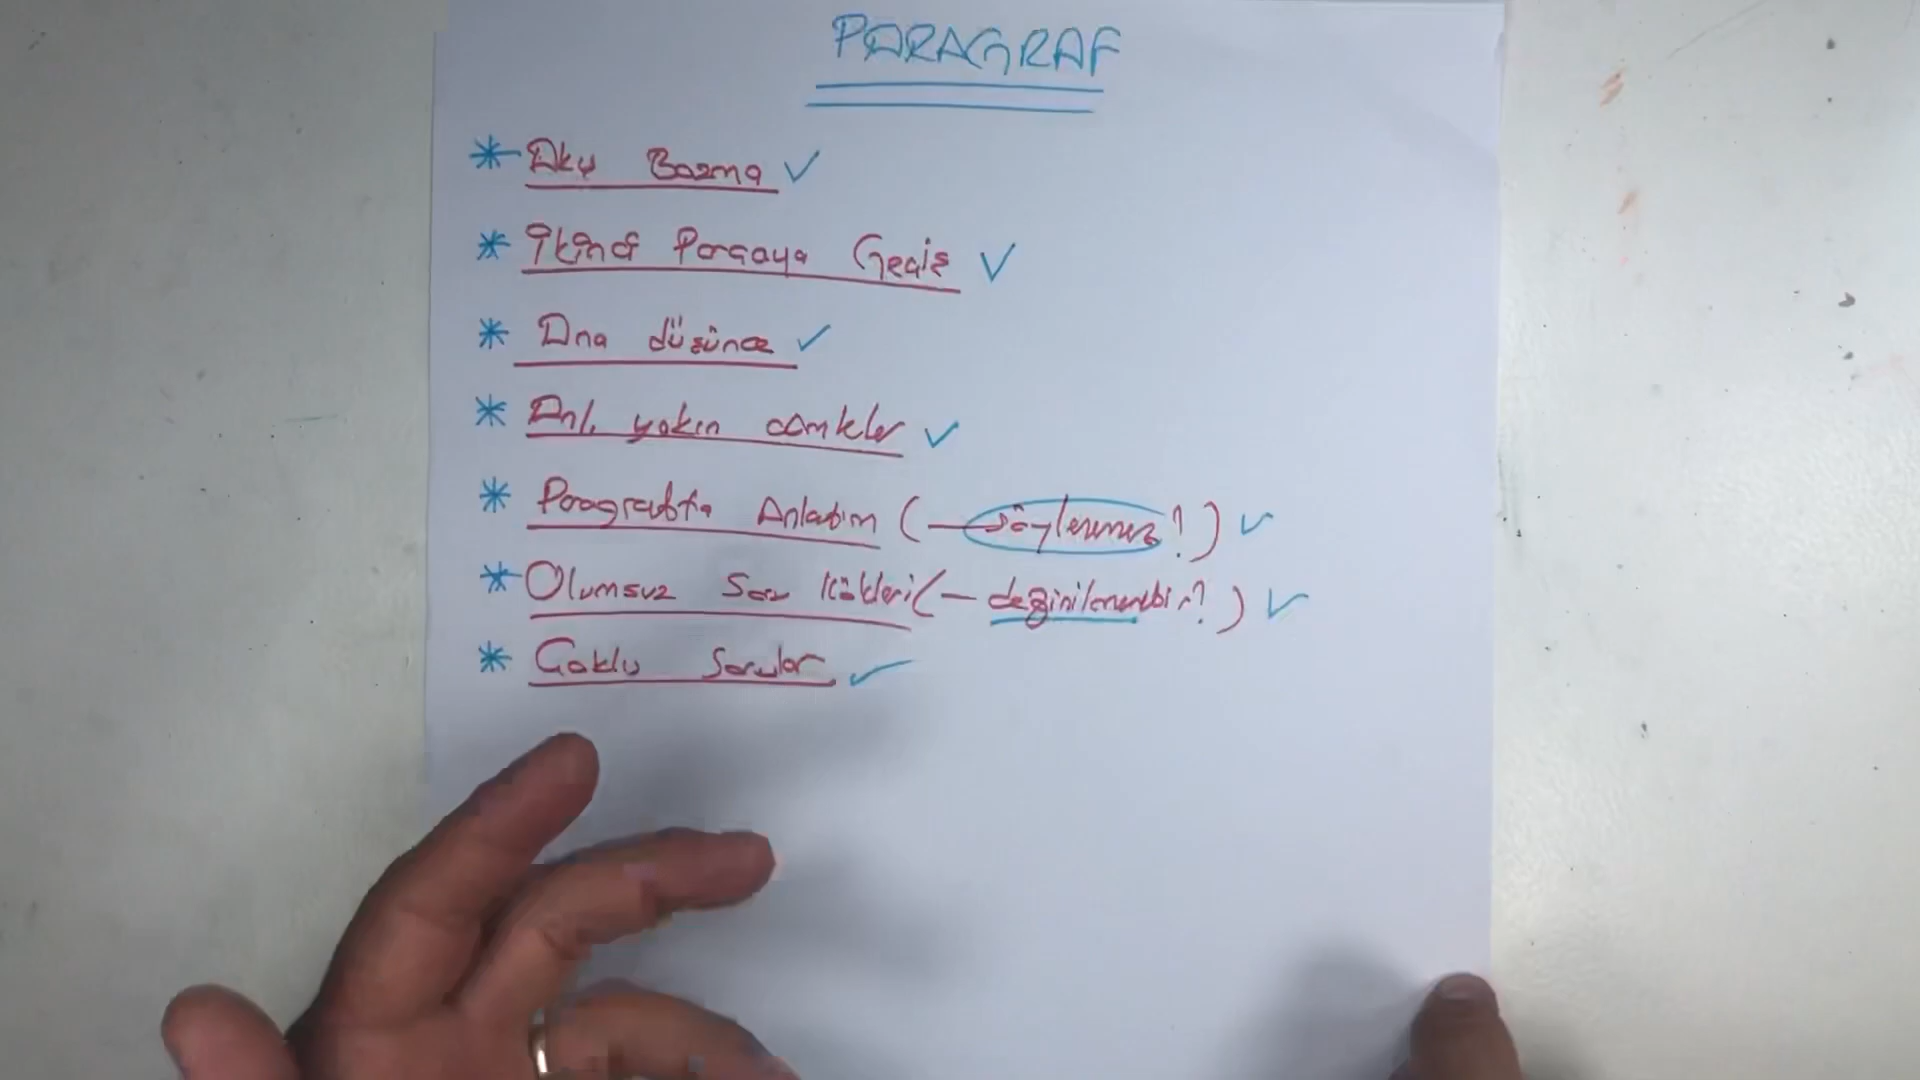 PARAGRAF
* Akış Bozma ✓
* İkinci Parçaya Geçiş ✓
* Ana düşünce ✓
* Anl. yakın cümleler ✓
* Paragrafta Anlatım ( — söylenemez? ) ✓
* Olumsuz Soru Kökleri ( — değinilmemiştir? ) ✓
* Çoklu Sorular ✓